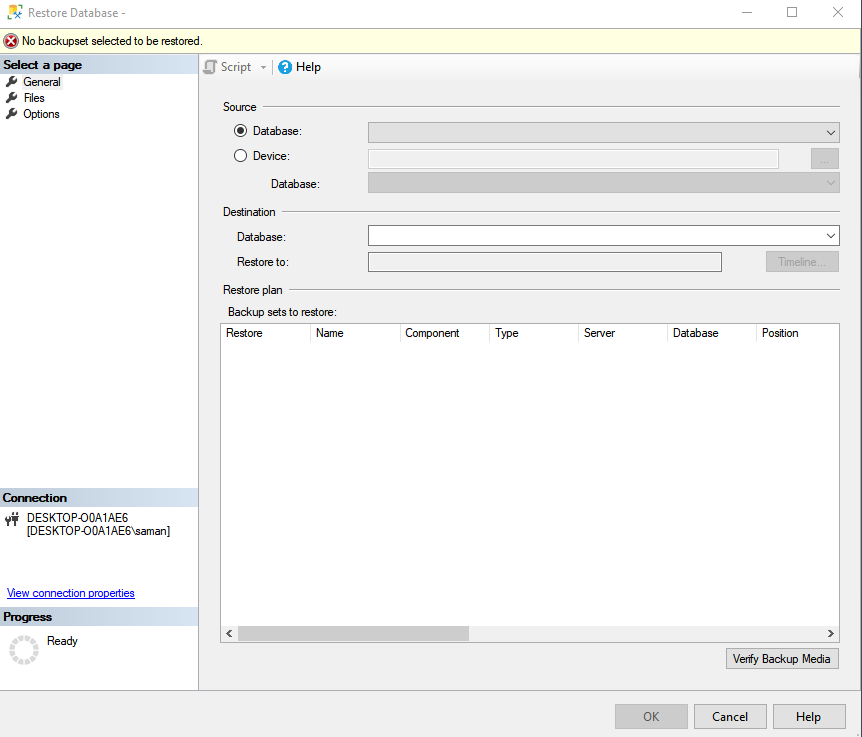 Restore Database -
No backupset selected to be restored.
Select a page
General
Files
Options
Script
Help
Source
Database:
Device:
...
Database:
Destination
Database:
Restore to:
Timeline...
Restore plan
Backup sets to restore:
Restore Name Component Type Server Database Position
Connection
DESKTOP-O0A1AE6
[DESKTOP-O0A1AE6\saman]
View connection properties
Progress
Ready
Verify Backup Media
OK Cancel Help